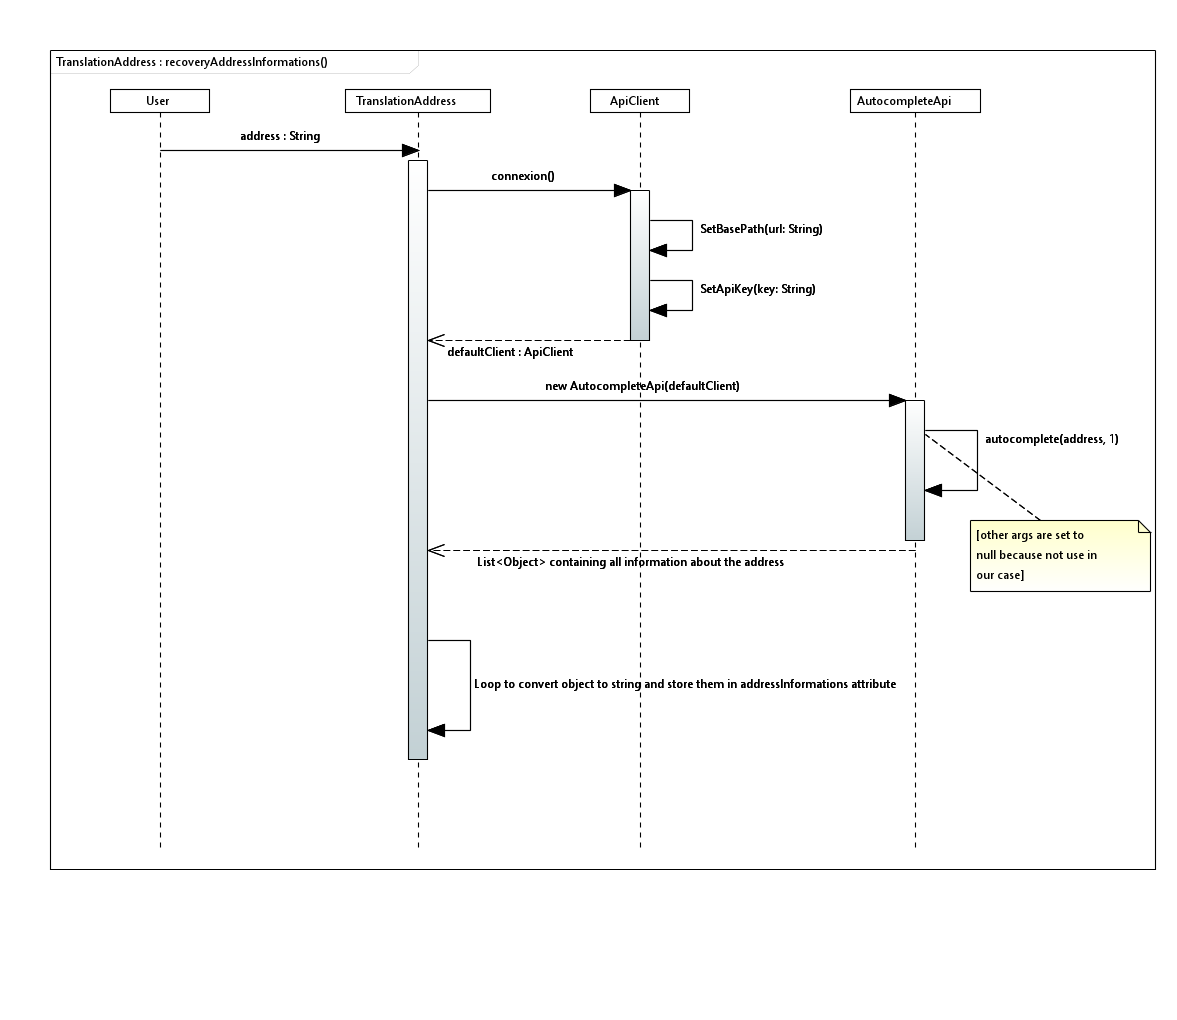 TranslationAddress : recoveryAddressInformations()
User
TranslationAddress
ApiClient
AutocompleteApi
address : String
connexion()
SetBasePath(url: String)
SetApiKey(key: String)
defaultClient : ApiClient
new AutocompleteApi(defaultClient)
autocomplete(address, 1)
[other args are set to
null because not use in
our case]
List<Object> containing all information about the address
Loop to convert object to string and store them in addressInformations attribute